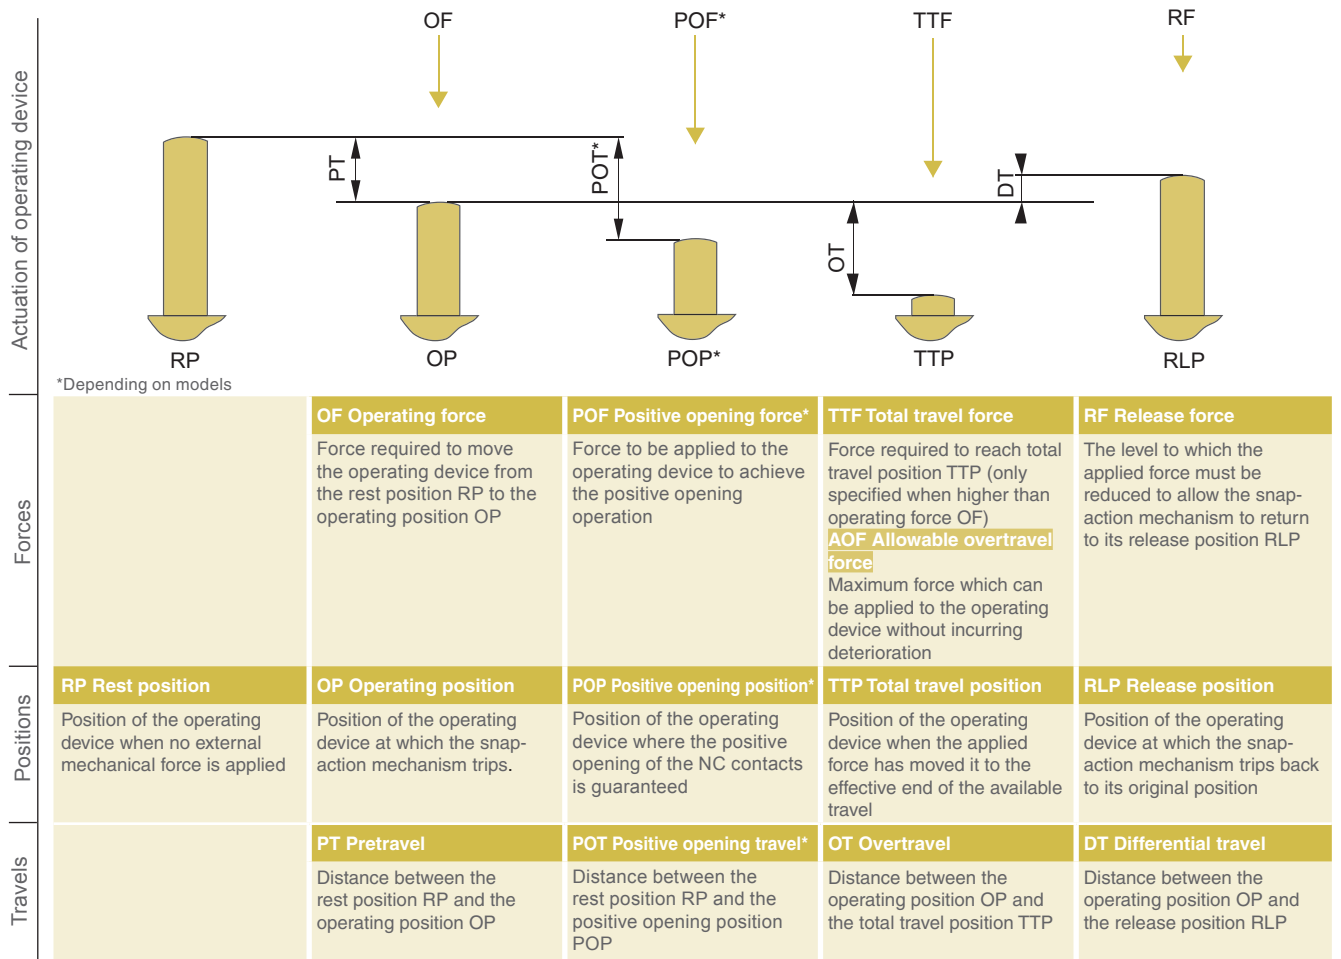 OF
POF*
TTF
RF
Actuation of operating device
PT
POT*
OT
DT
RP
OP
POP*
TTP
RLP
*Depending on models
Forces
OF Operating force
Force required to move
the operating device from
the rest position RP to the
operating position OP
POF Positive opening force*
Force to be applied to the
operating device to achieve
the positive opening
operation
TTF Total travel force
Force required to reach total
travel position TTP (only
specified when higher than
operating force OF)
AOF Allowable overtravel
force
Maximum force which can
be applied to the operating
device without incurring
deterioration
RF Release force
The level to which the
applied force must be
reduced to allow the snap-
action mechanism to return
to its release position RLP
Positions
RP Rest position
Position of the operating
device when no external
mechanical force is applied
OP Operating position
Position of the operating
device at which the snap-
action mechanism trips.
POP Positive opening position*
Position of the operating
device where the positive
opening of the NC contacts
is guaranteed
TTP Total travel position
Position of the operating
device when the applied
force has moved it to the
effective end of the available
travel
RLP Release position
Position of the operating
device at which the snap-
action mechanism trips back
to its original position
Travels
PT Pretravel
Distance between the
rest position RP and the
operating position OP
POT Positive opening travel*
Distance between the
rest position RP and the
positive opening position
POP
OT Overtravel
Distance between the
operating position OP and
the total travel position TTP
DT Differential travel
Distance between the
operating position OP and
the release position RLP